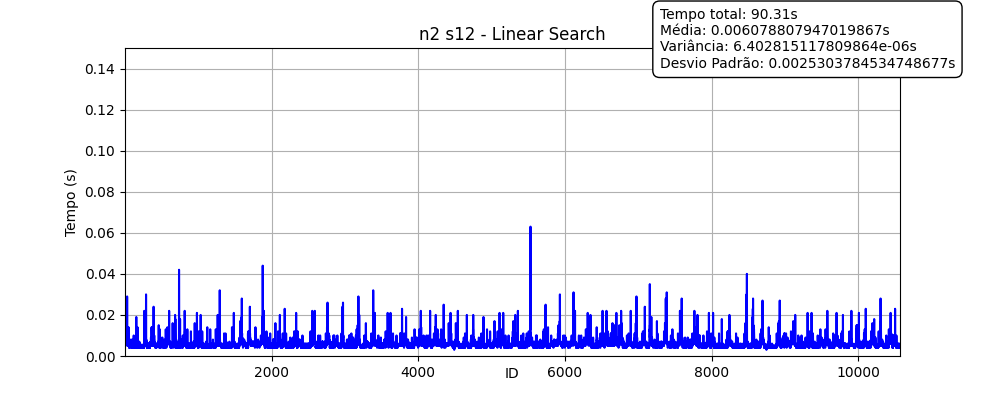 Tempo total: 90.31s
Média: 0.006078807947019867s
Variância: 6.402815117809864e-06s
Desvio Padrão: 0.0025303784534748677s
n2 s12 - Linear Search
0.14
0.12
0.10
0.08
0.06
0.04
0.02
0.00
Tempo (s)
2000 4000 6000 8000 10000
ID